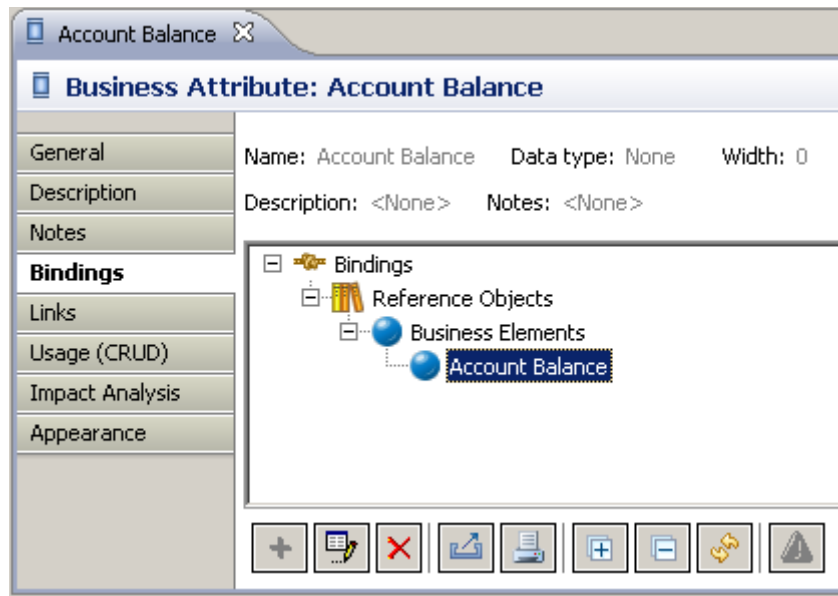 Account Balance
Business Attribute: Account Balance
General
Description
Notes
Bindings
Links
Usage (CRUD)
Impact Analysis
Appearance
Name: Account Balance Data type: None Width: 0
Description: <None> Notes: <None>
Bindings
Reference Objects
Business Elements
Account Balance